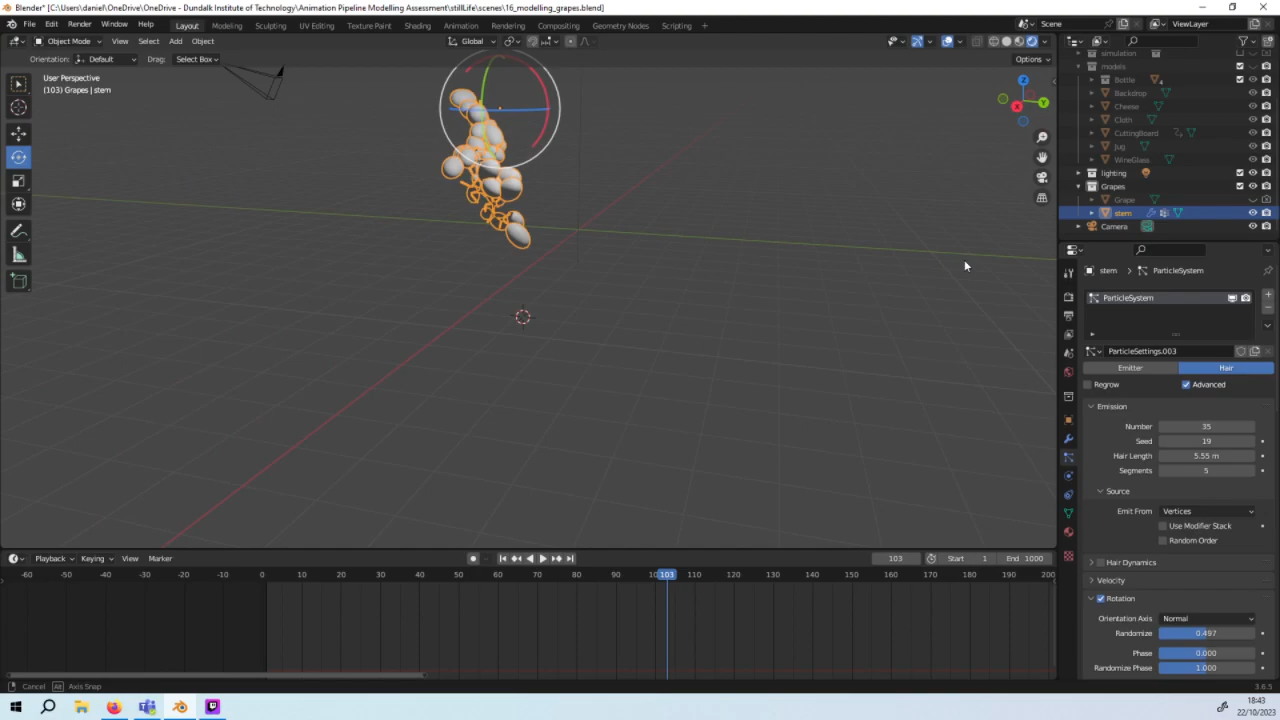 Blender* [C:\Users\daniel\OneDrive\OneDrive - Dundalk Institute of Technology\Animation Pipeline Modelling Assessment\stillLife\scenes\16_modelling_grapes.blend]
File Edit Render Window Help Layout Modeling Sculpting UV Editing Texture Paint Shading Animation Rendering Compositing Geometry Nodes Scripting + Scene ViewLayer
Object Mode View Select Add Object Global
Orientation: Default Drag: Select Box Options
User Perspective
(103) Grapes | stem
X Y Z
simulation
models
Bottle
Backdrop
Cheese
Cloth
CuttingBoard
Jug
WineGlass
lighting
Grapes
Grape
stem
Camera
stem > ParticleSystem
ParticleSystem
ParticleSettings.003
Emitter Hair
Regrow Advanced
Emission
Number 35
Seed 19
Hair Length 5.55 m
Segments 5
Source
Emit From Vertices
Use Modifier Stack
Random Order
Hair Dynamics
Velocity
Rotation
Orientation Axis Normal
Randomize 0.497
Phase 0.000
Randomize Phase 1.000
Playback Keying View Marker 103 Start 1 End 1000
-60 -50 -40 -30 -20 -10 0 10 20 30 40 50 60 70 80 90 103 110 120 130 140 150 160 170 180 190 200
Cancel Alt Axis Snap 3.6.5
18:43
22/10/2023